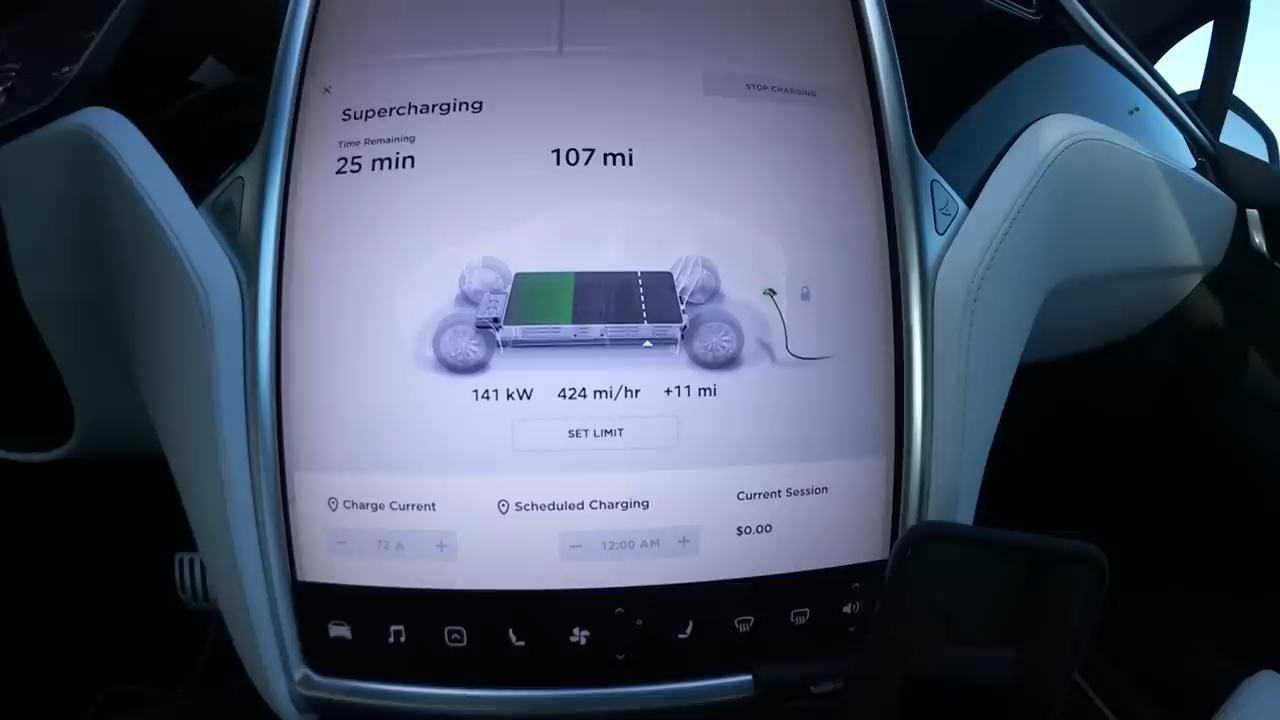 Supercharging
STOP CHARGING
Time Remaining
25 min
107 mi
141 kW 424 mi/hr +11 mi
SET LIMIT
Charge Current
Scheduled Charging
Current Session
− 72 A +
− 12:00 AM +
$0.00